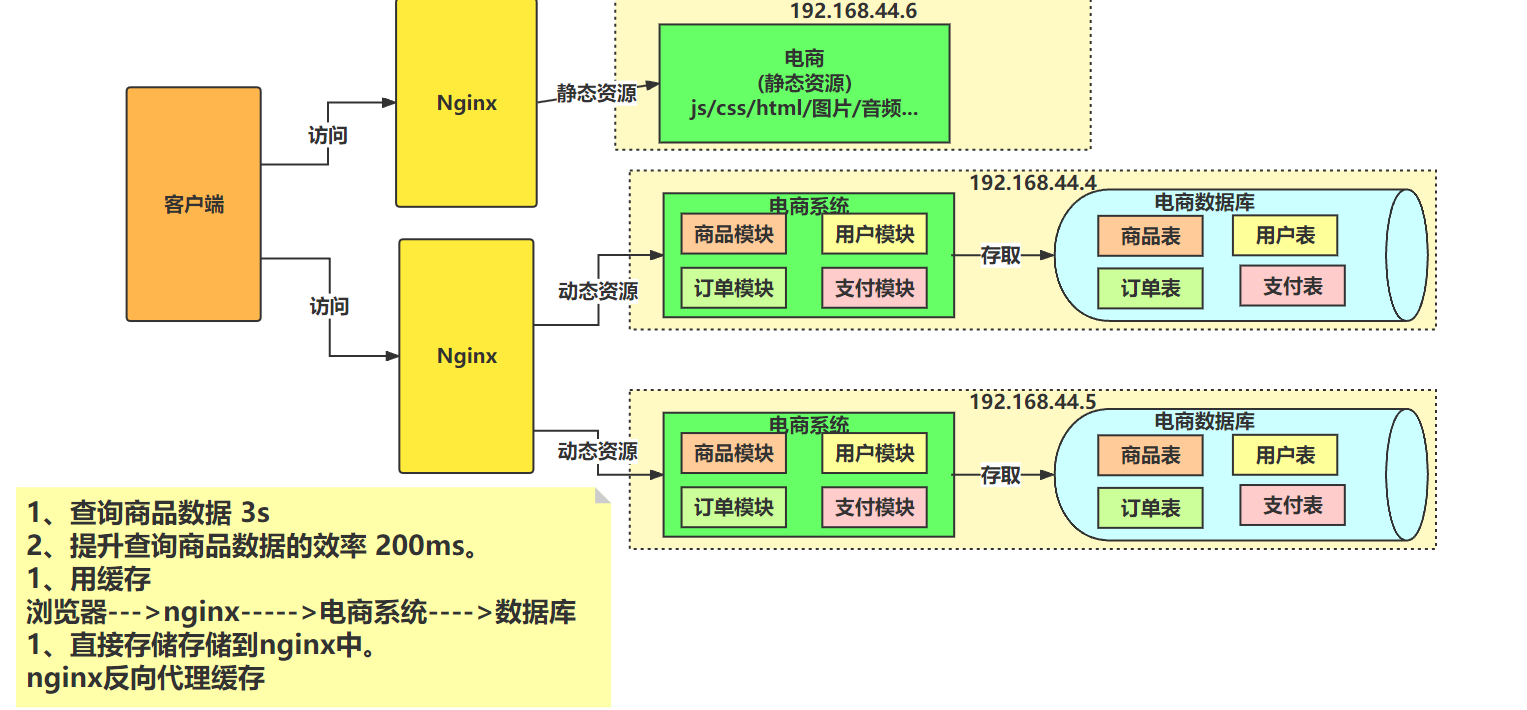 192.168.44.6
电商
(静态资源)
js/css/html/图片/音频...
Nginx
静态资源
访问
客户端
192.168.44.4
电商系统
商品模块
用户模块
订单模块
支付模块
存取
电商数据库
商品表
用户表
订单表
支付表
动态资源
访问
Nginx
192.168.44.5
电商系统
商品模块
用户模块
订单模块
支付模块
存取
电商数据库
商品表
用户表
订单表
支付表
动态资源
1、查询商品数据 3s
2、提升查询商品数据的效率 200ms。
1、用缓存
浏览器--->nginx----->电商系统---->数据库
1、直接存储存储到nginx中。
nginx反向代理缓存